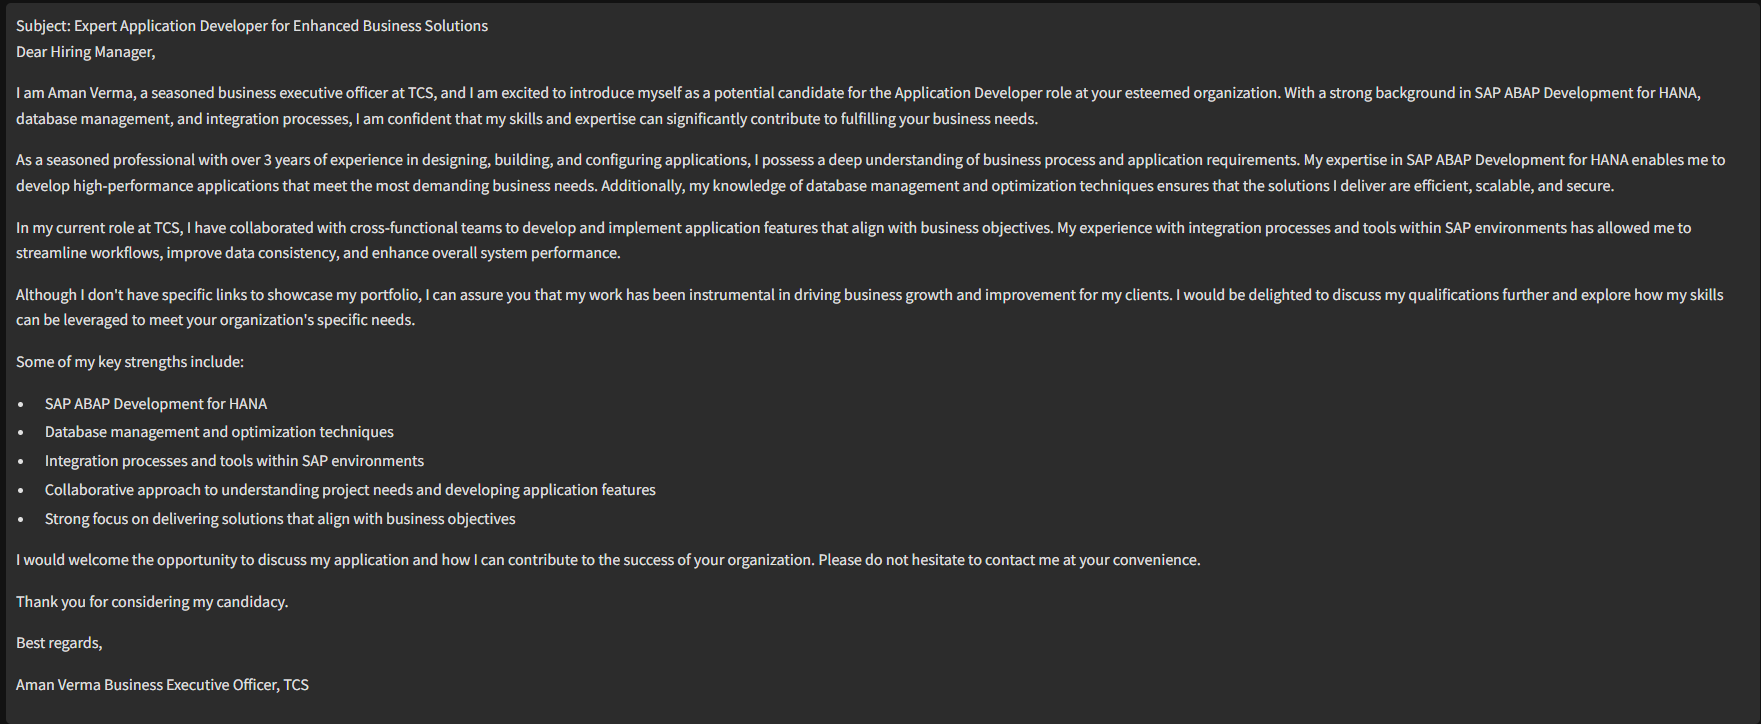 Subject: Expert Application Developer for Enhanced Business Solutions
Dear Hiring Manager,
I am Aman Verma, a seasoned business executive officer at TCS, and I am excited to introduce myself as a potential candidate for the Application Developer role at your esteemed organization. With a strong background in SAP ABAP Development for HANA,
database management, and integration processes, I am confident that my skills and expertise can significantly contribute to fulfilling your business needs.
As a seasoned professional with over 3 years of experience in designing, building, and configuring applications, I possess a deep understanding of business process and application requirements. My expertise in SAP ABAP Development for HANA enables me to
develop high-performance applications that meet the most demanding business needs. Additionally, my knowledge of database management and optimization techniques ensures that the solutions I deliver are efficient, scalable, and secure.
In my current role at TCS, I have collaborated with cross-functional teams to develop and implement application features that align with business objectives. My experience with integration processes and tools within SAP environments has allowed me to
streamline workflows, improve data consistency, and enhance overall system performance.
Although I don't have specific links to showcase my portfolio, I can assure you that my work has been instrumental in driving business growth and improvement for my clients. I would be delighted to discuss my qualifications further and explore how my skills
can be leveraged to meet your organization's specific needs.
Some of my key strengths include:
• SAP ABAP Development for HANA
• Database management and optimization techniques
• Integration processes and tools within SAP environments
• Collaborative approach to understanding project needs and developing application features
• Strong focus on delivering solutions that align with business objectives
I would welcome the opportunity to discuss my application and how I can contribute to the success of your organization. Please do not hesitate to contact me at your convenience.
Thank you for considering my candidacy.
Best regards,
Aman Verma Business Executive Officer, TCS